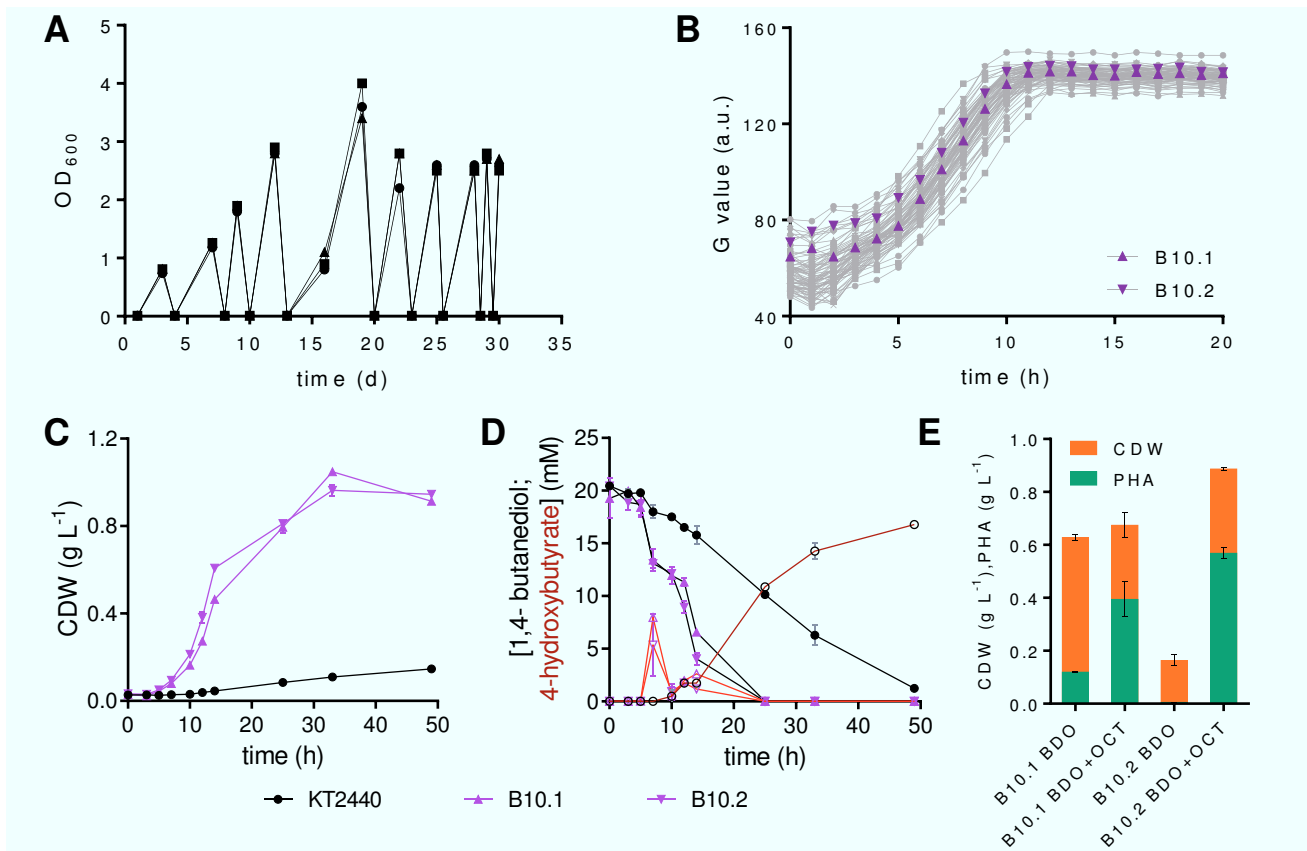 A
5
4
3
2
1
0
OD600
0 5 10 15 20 25 30 35
time (d)
B
160
120
80
40
G value (a.u.)
B10.1
B10.2
0 5 10 15 20
time (h)
C
1.2
0.8
0.4
0.0
CDW (g L-1)
0 10 20 30 40 50
time (h)
D
25
20
15
10
5
0
[1,4- butanediol;
4-hydroxybutyrate] (mM)
0 10 20 30 40 50
time (h)
E
1.0
0.8
0.6
0.4
0.2
0.0
CDW (g L-1),PHA (g L-1)
CDW
PHA
B10.1 BDO
B10.1 BDO+OCT
B10.2 BDO
B10.2 BDO+OCT
KT2440
B10.1
B10.2